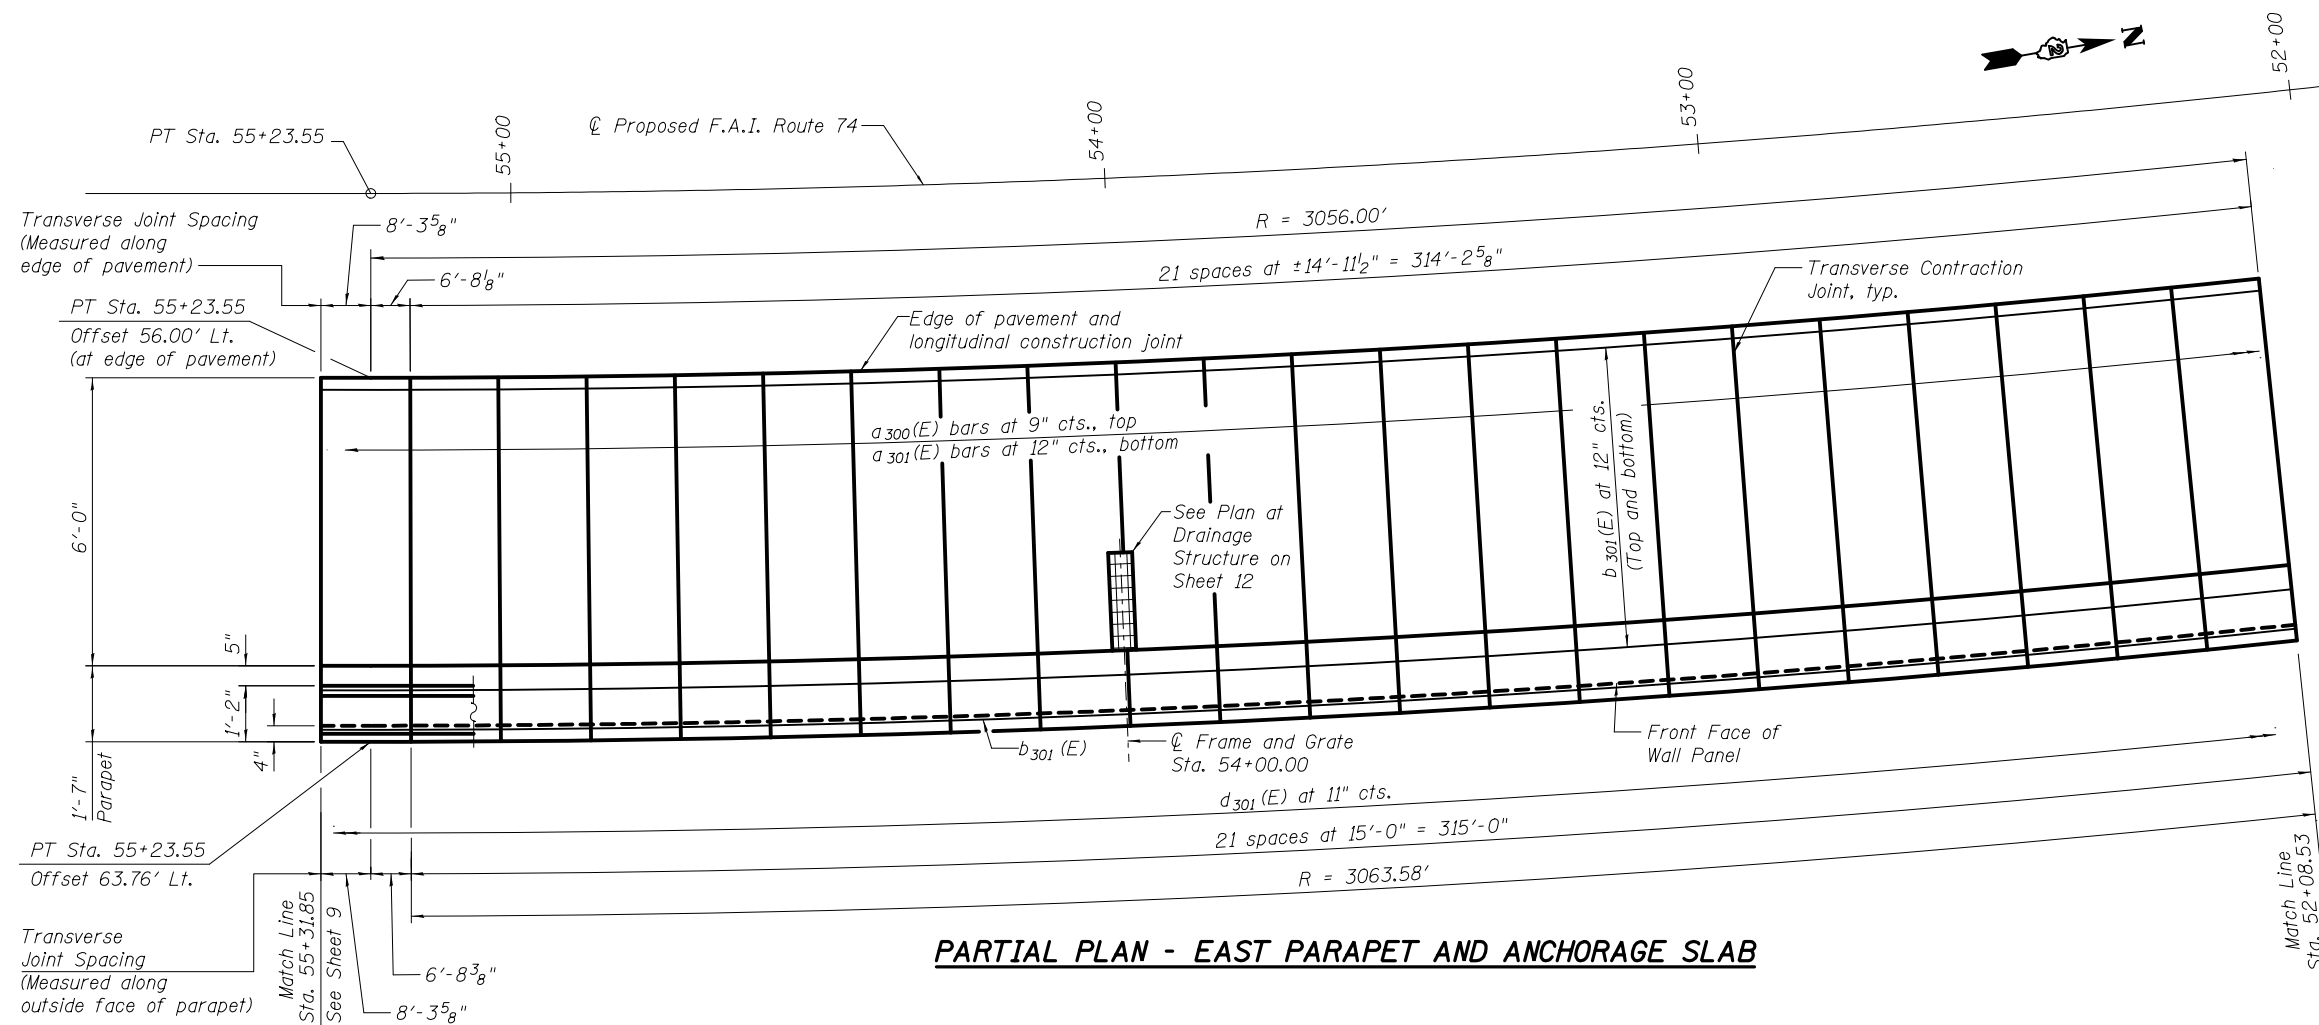 N
52+00
53+00
54+00
55+00
PT Sta. 55+23.55
℄ Proposed F.A.I. Route 74
Transverse Joint Spacing
(Measured along
edge of pavement)
8'-3⅝"
6'-8⅛"
R = 3056.00'
21 spaces at ±14'-11½" = 314'-2⅝"
PT Sta. 55+23.55
Offset 56.00' Lt.
(at edge of pavement)
Edge of pavement and
longitudinal construction joint
Transverse Contraction
Joint, typ.
a300(E) bars at 9" cts., top
a301(E) bars at 12" cts., bottom
b301(E) at 12" cts.
(Top and bottom)
See Plan at
Drainage
Structure on
Sheet 12
6'-0"
5"
1'-2"
4"
1'-7"
Parapet
b301(E)
℄ Frame and Grate
Sta. 54+00.00
Front Face of
Wall Panel
d301(E) at 11" cts.
21 spaces at 15'-0" = 315'-0"
R = 3063.58'
PT Sta. 55+23.55
Offset 63.76' Lt.
Transverse
Joint Spacing
(Measured along
outside face of parapet)
Match Line
Sta. 55+31.85
See Sheet 9
6'-8⅜"
8'-3⅝"
Match Line
Sta. 52+08.53
PARTIAL PLAN - EAST PARAPET AND ANCHORAGE SLAB